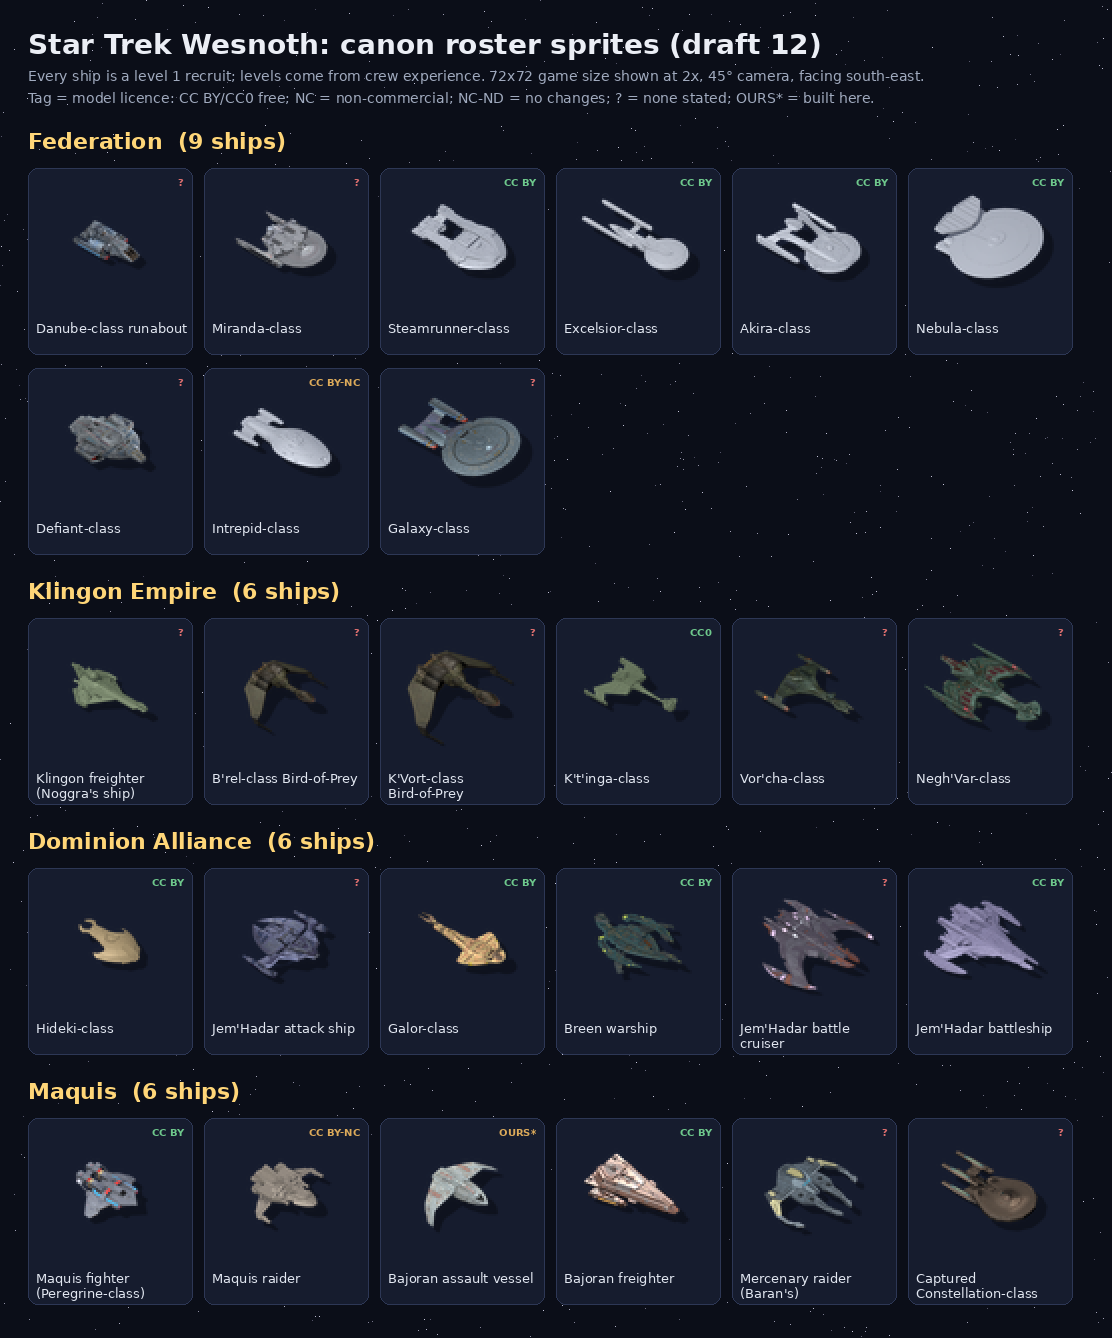 Star Trek Wesnoth: canon roster sprites (draft 12)
Every ship is a level 1 recruit; levels come from crew experience. 72x72 game size shown at 2x, 45° camera, facing south-east.
Tag = model licence: CC BY/CC0 free; NC = non-commercial; NC-ND = no changes; ? = none stated; OURS* = built here.
Federation (9 ships)
? ? CC BY CC BY CC BY CC BY
Danube-class runabout Miranda-class Steamrunner-class Excelsior-class Akira-class Nebula-class
? CC BY-NC ?
Defiant-class Intrepid-class Galaxy-class
Klingon Empire (6 ships)
? ? ? CC0 ? ?
Klingon freighter B'rel-class Bird-of-Prey K'Vort-class K't'inga-class Vor'cha-class Negh'Var-class
(Noggra's ship) Bird-of-Prey
Dominion Alliance (6 ships)
CC BY ? CC BY CC BY ? CC BY
Hideki-class Jem'Hadar attack ship Galor-class Breen warship Jem'Hadar battle Jem'Hadar battleship
cruiser
Maquis (6 ships)
CC BY CC BY-NC OURS* CC BY ? ?
Maquis fighter Maquis raider Bajoran assault vessel Bajoran freighter Mercenary raider Captured
(Peregrine-class) (Baran's) Constellation-class